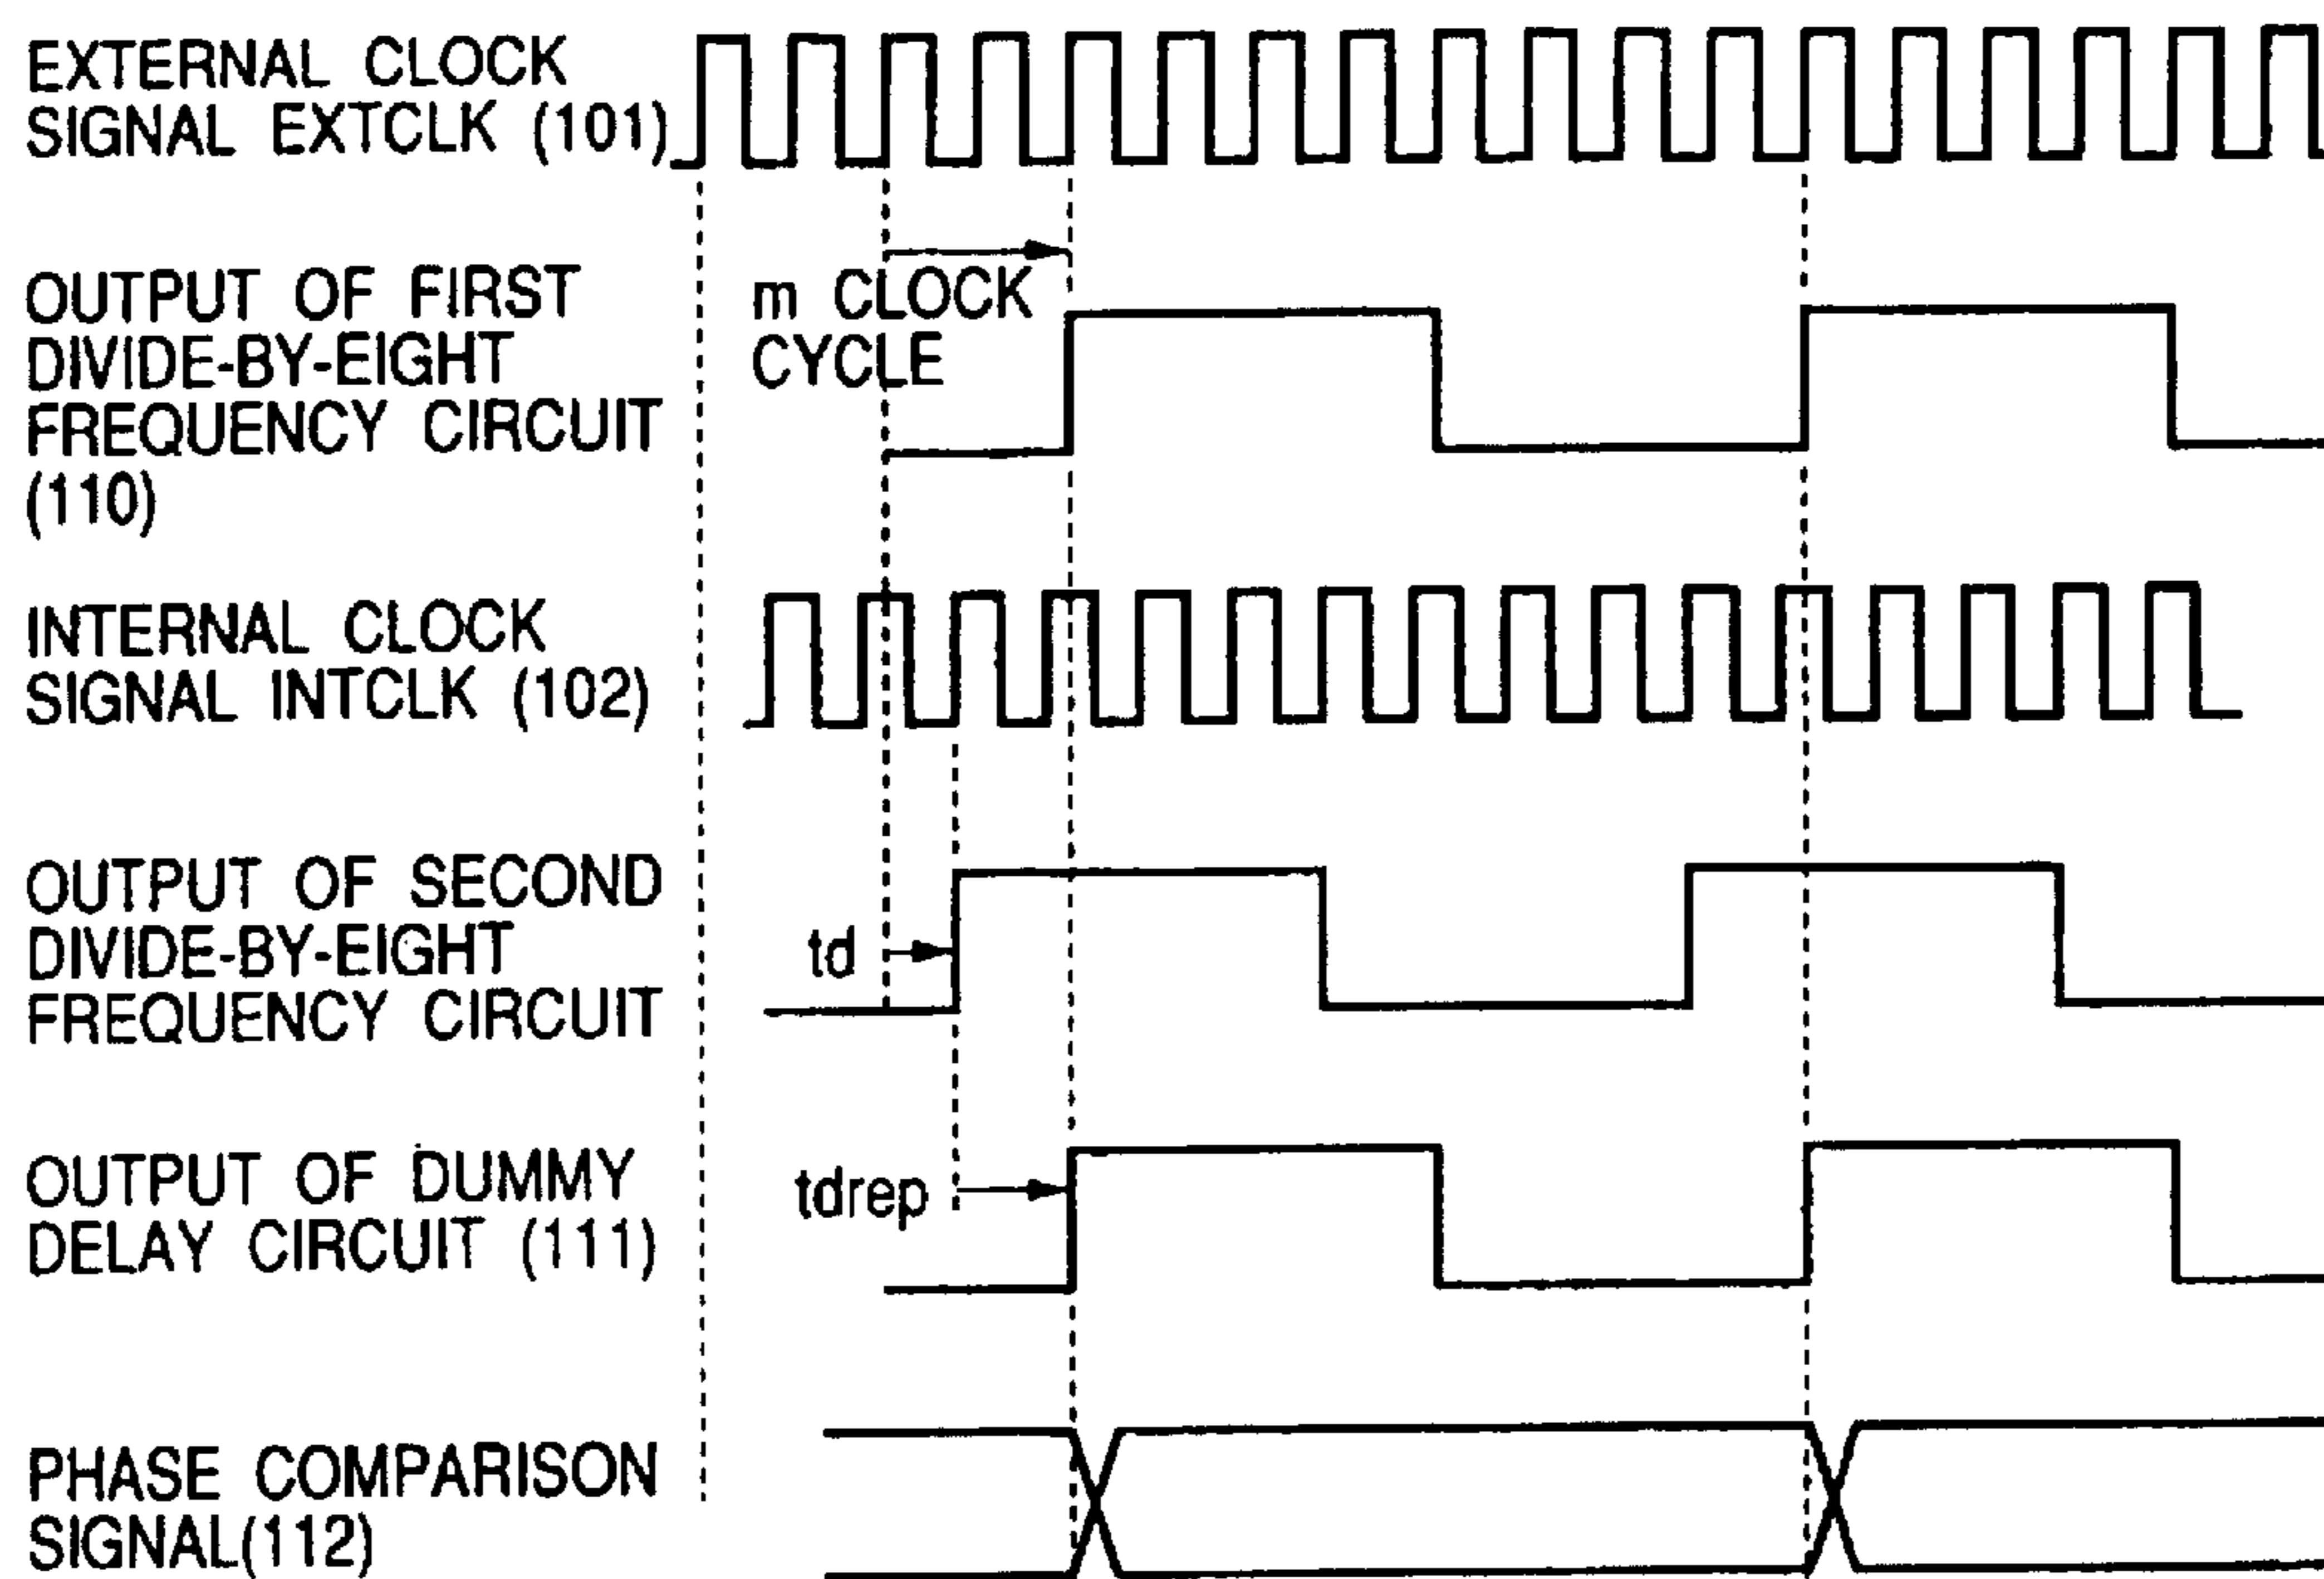 EXTERNAL CLOCK
SIGNAL EXTCLK (101)
OUTPUT OF FIRST
DIVIDE-BY-EIGHT
FREQUENCY CIRCUIT
(110)
m CLOCK
CYCLE
INTERNAL CLOCK
SIGNAL INTCLK (102)
OUTPUT OF SECOND
DIVIDE-BY-EIGHT
FREQUENCY CIRCUIT
td
OUTPUT OF DUMMY
DELAY CIRCUIT (111)
tdrep
PHASE COMPARISON
SIGNAL(112)